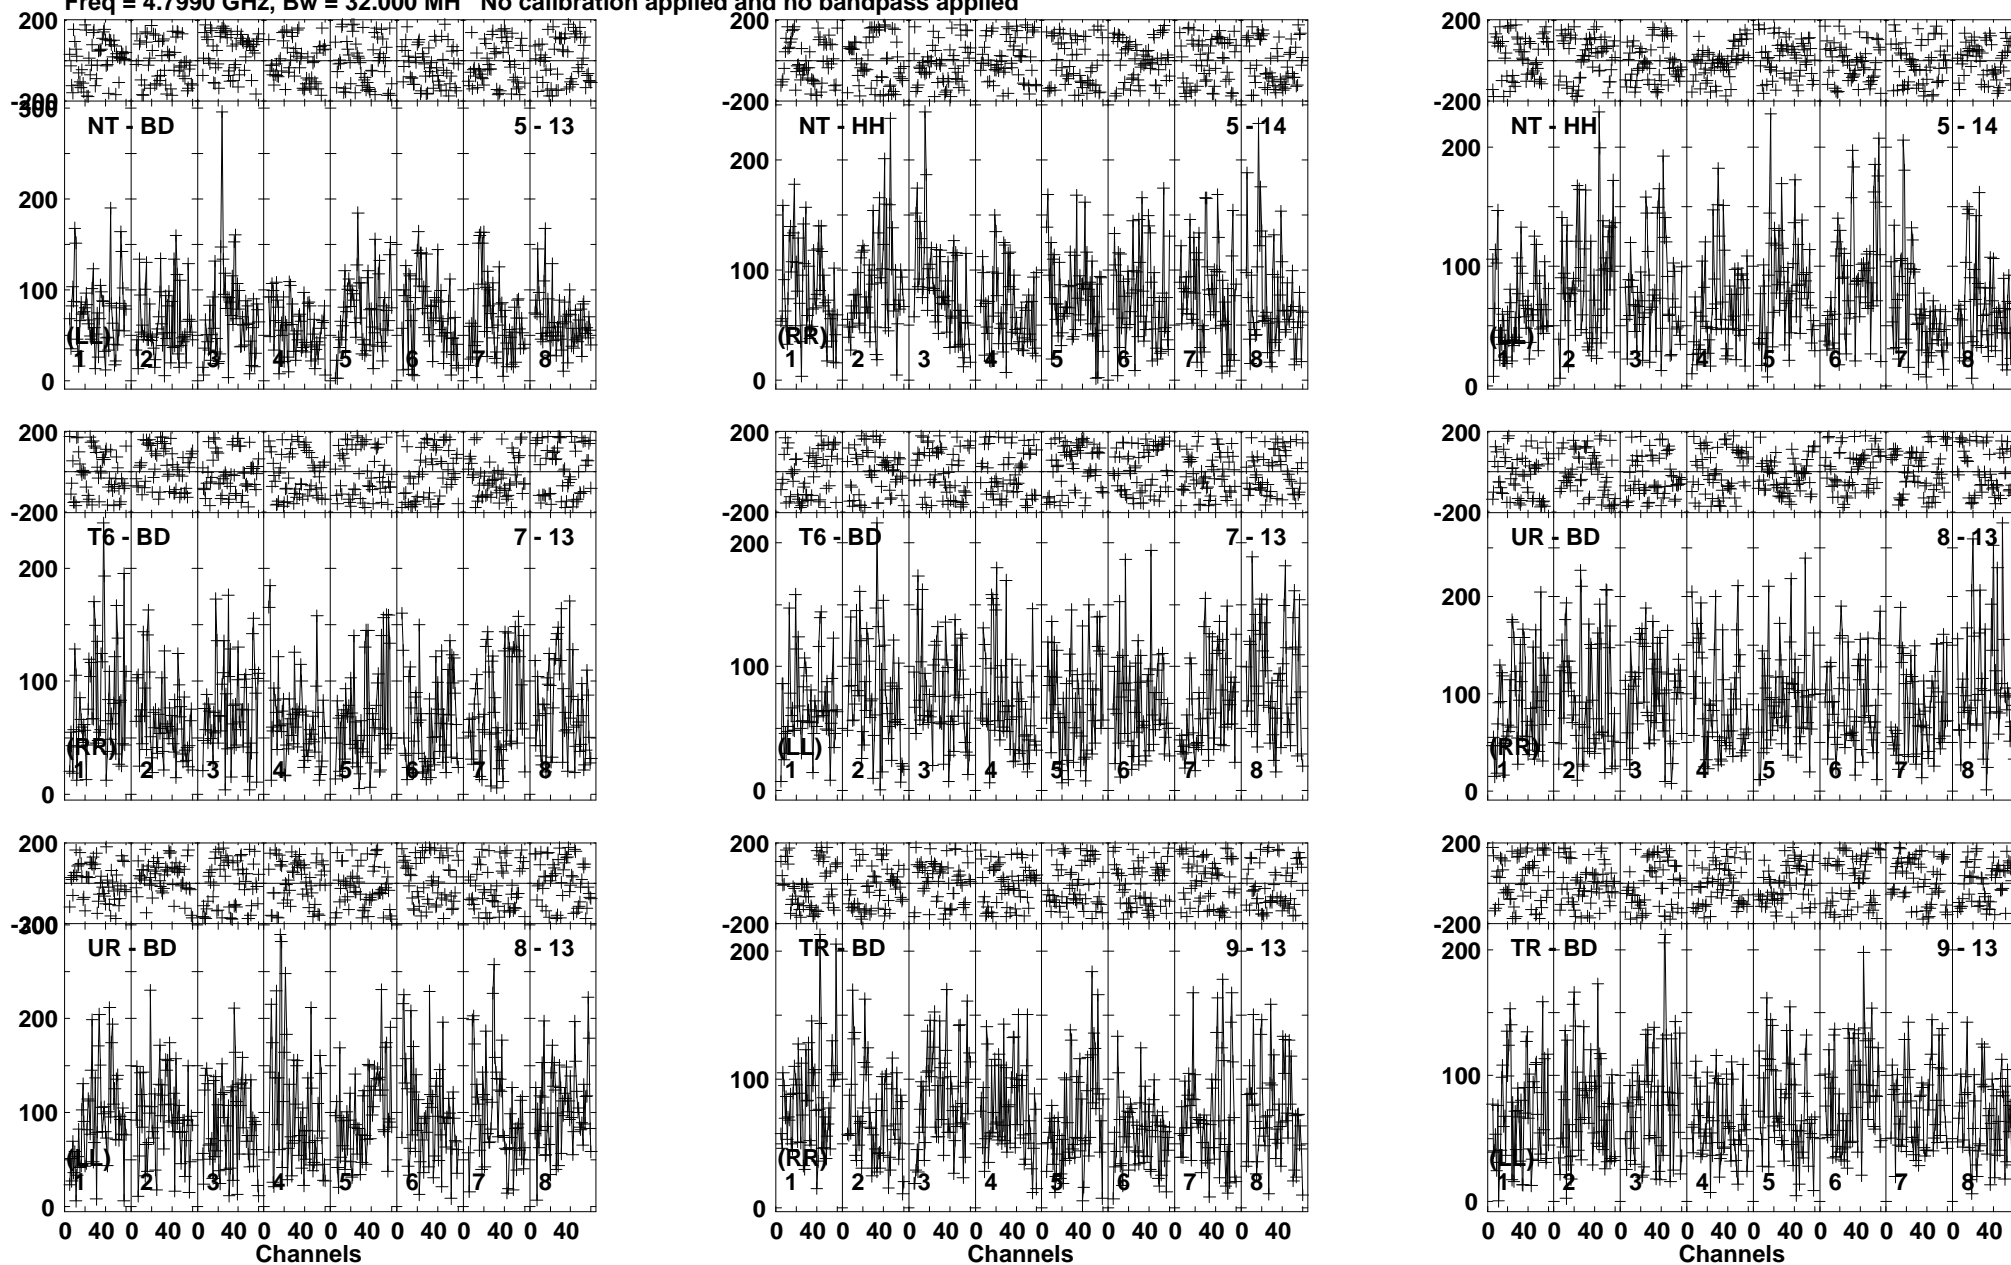 Freq = 4.7990 GHz, Bw = 32.000 MH No calibration applied and no bandpass applied
200 200 200
-200 -200 -200
300
NT - BD 5 - 13 NT - HH 5 - 14 NT - HH 5 - 14
200 200 200
100 100 100
(LL) (RR) (LL)
1 2 3 4 5 6 7 8 1 2 3 4 5 6 7 8 1 2 3 4 5 6 7 8
0 0 0
200 200 200
-200 -200 -200
T6 - BD 7 - 13 T6 - BD 7 - 13 UR - BD 8 - 13
200 200 200
100 100 100
(RR) (LL) (RR)
1 2 3 4 5 6 7 8 1 2 3 4 5 6 7 8 1 2 3 4 5 6 7 8
0 0 0
200 200 200
-200 -200 -200
300
UR - BD 8 - 13 TR - BD 9 - 13 TR - BD 9 - 13
200 200 200
100 100 100
(LL) (RR) (LL)
1 2 3 4 5 6 7 8 1 2 3 4 5 6 7 8 1 2 3 4 5 6 7 8
0 0 0
0 40 0 40 0 40 0 40 0 40 0 40 0 40 0 40 0 40 0 40 0 40 0 40 0 40 0 40 0 40 0 40 0 40 0 40 0 40 0 40 0 40 0 40 0 40 0 40
Channels Channels Channels